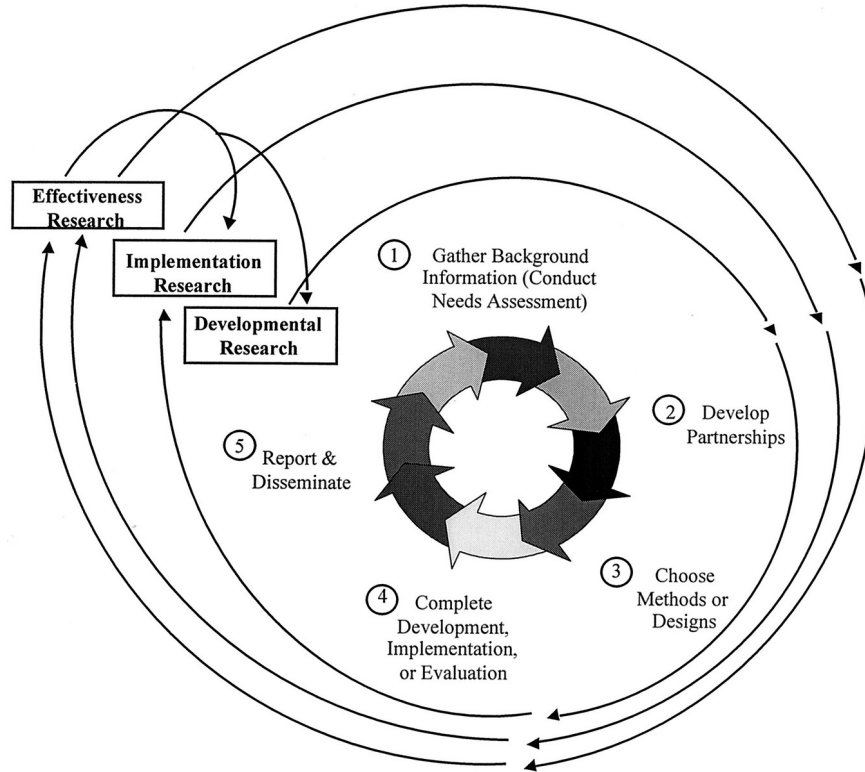 Effectiveness
Research
Implementation
Research
Developmental
Research
1
Gather Background
Information (Conduct
Needs Assessment)
2
Develop
Partnerships
3
Choose
Methods or
Designs
4
Complete
Development,
Implementation,
or Evaluation
5
Report &
Disseminate